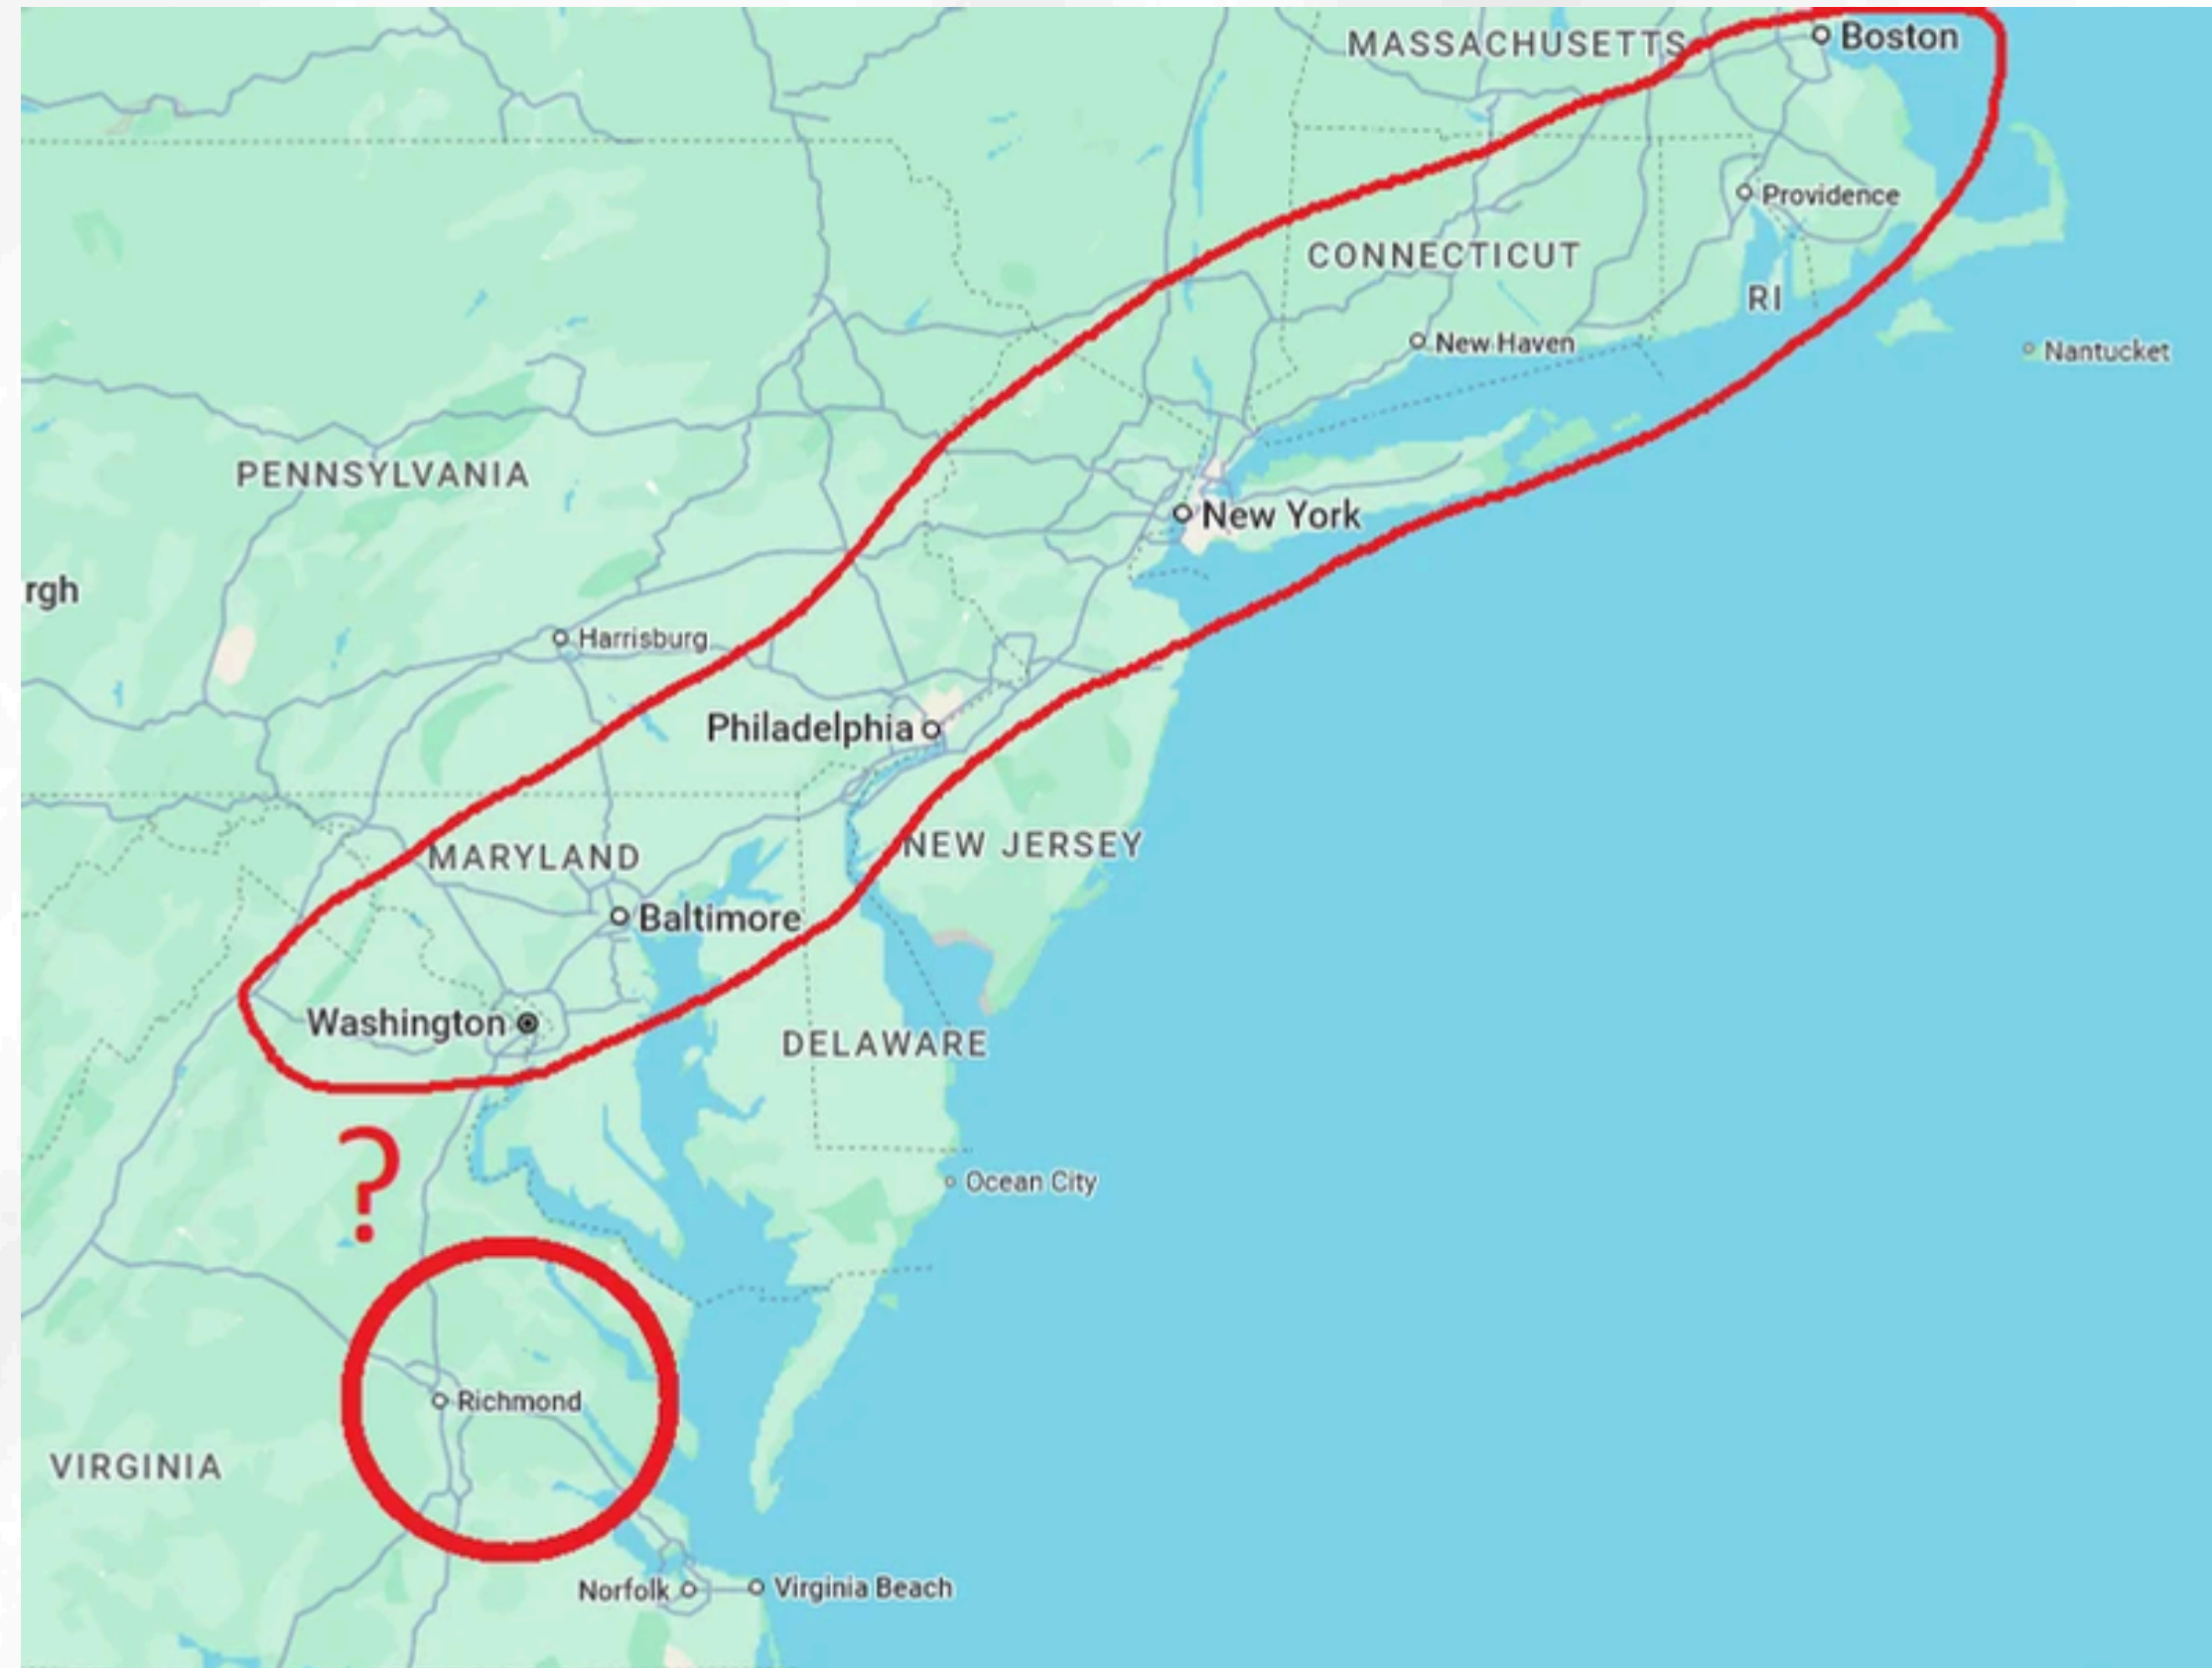 MASSACHUSETTS
Boston
Providence
CONNECTICUT
RI
New Haven
Nantucket
PENNSYLVANIA
New York
rgh
Harrisburg
Philadelphia
MARYLAND
NEW JERSEY
Baltimore
Washington
DELAWARE
?
Ocean City
Richmond
VIRGINIA
Norfolk
Virginia Beach